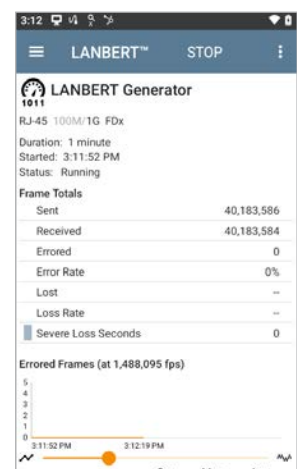 3:12
LANBERT™ STOP
1011
LANBERT Generator
RJ-45 100M/1G FDx
Duration: 1 minute
Started: 3:11:52 PM
Status: Running
Frame Totals
Sent 40,183,586
Received 40,183,584
Errored 0
Error Rate 0%
Lost --
Loss Rate --
Severe Loss Seconds 0
Errored Frames (at 1,488,095 fps)
5
4
3
2
1
0
3:11:52 PM 3:12:19 PM